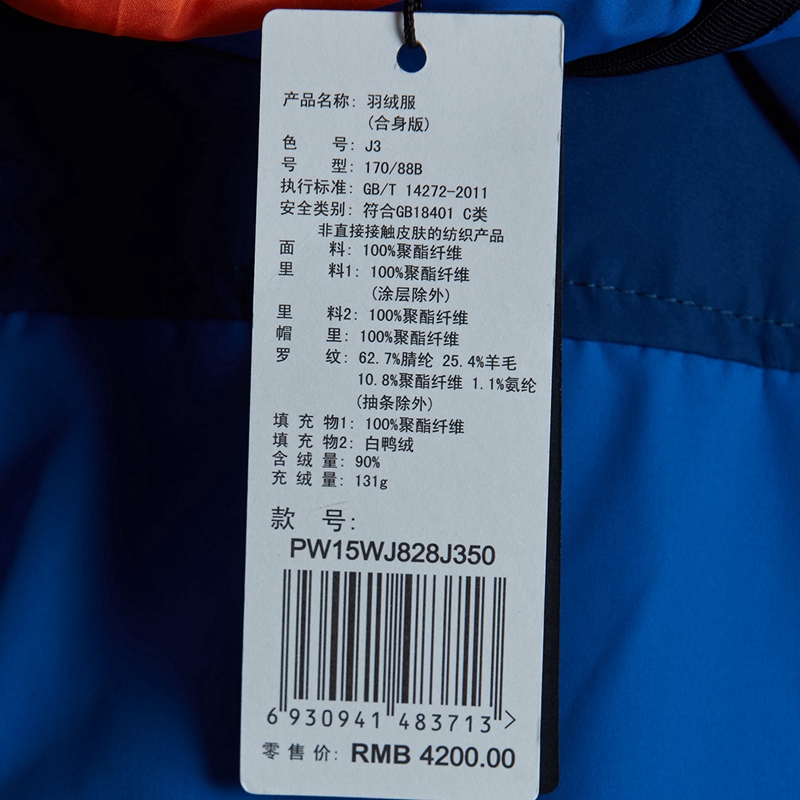 产品名称: 羽绒服
(合身版)
色 号: J3
号 型: 170/88B
执行标准: GB/T 14272-2011
安全类别: 符合GB18401 C类
非直接接触皮肤的纺织产品
面 料: 100%聚酯纤维
里 料1: 100%聚酯纤维
(涂层除外)
里 料2: 100%聚酯纤维
帽 里: 100%聚酯纤维
罗 纹: 62.7%腈纶 25.4%羊毛
10.8%聚酯纤维 1.1%氨纶
(抽条除外)
填 充 物1: 100%聚酯纤维
填 充 物2: 白鸭绒
含 绒 量: 90%
充 绒 量: 131g
款 号:
PW15WJ828J350
6 930941 483713 >
零售价: RMB 4200.00